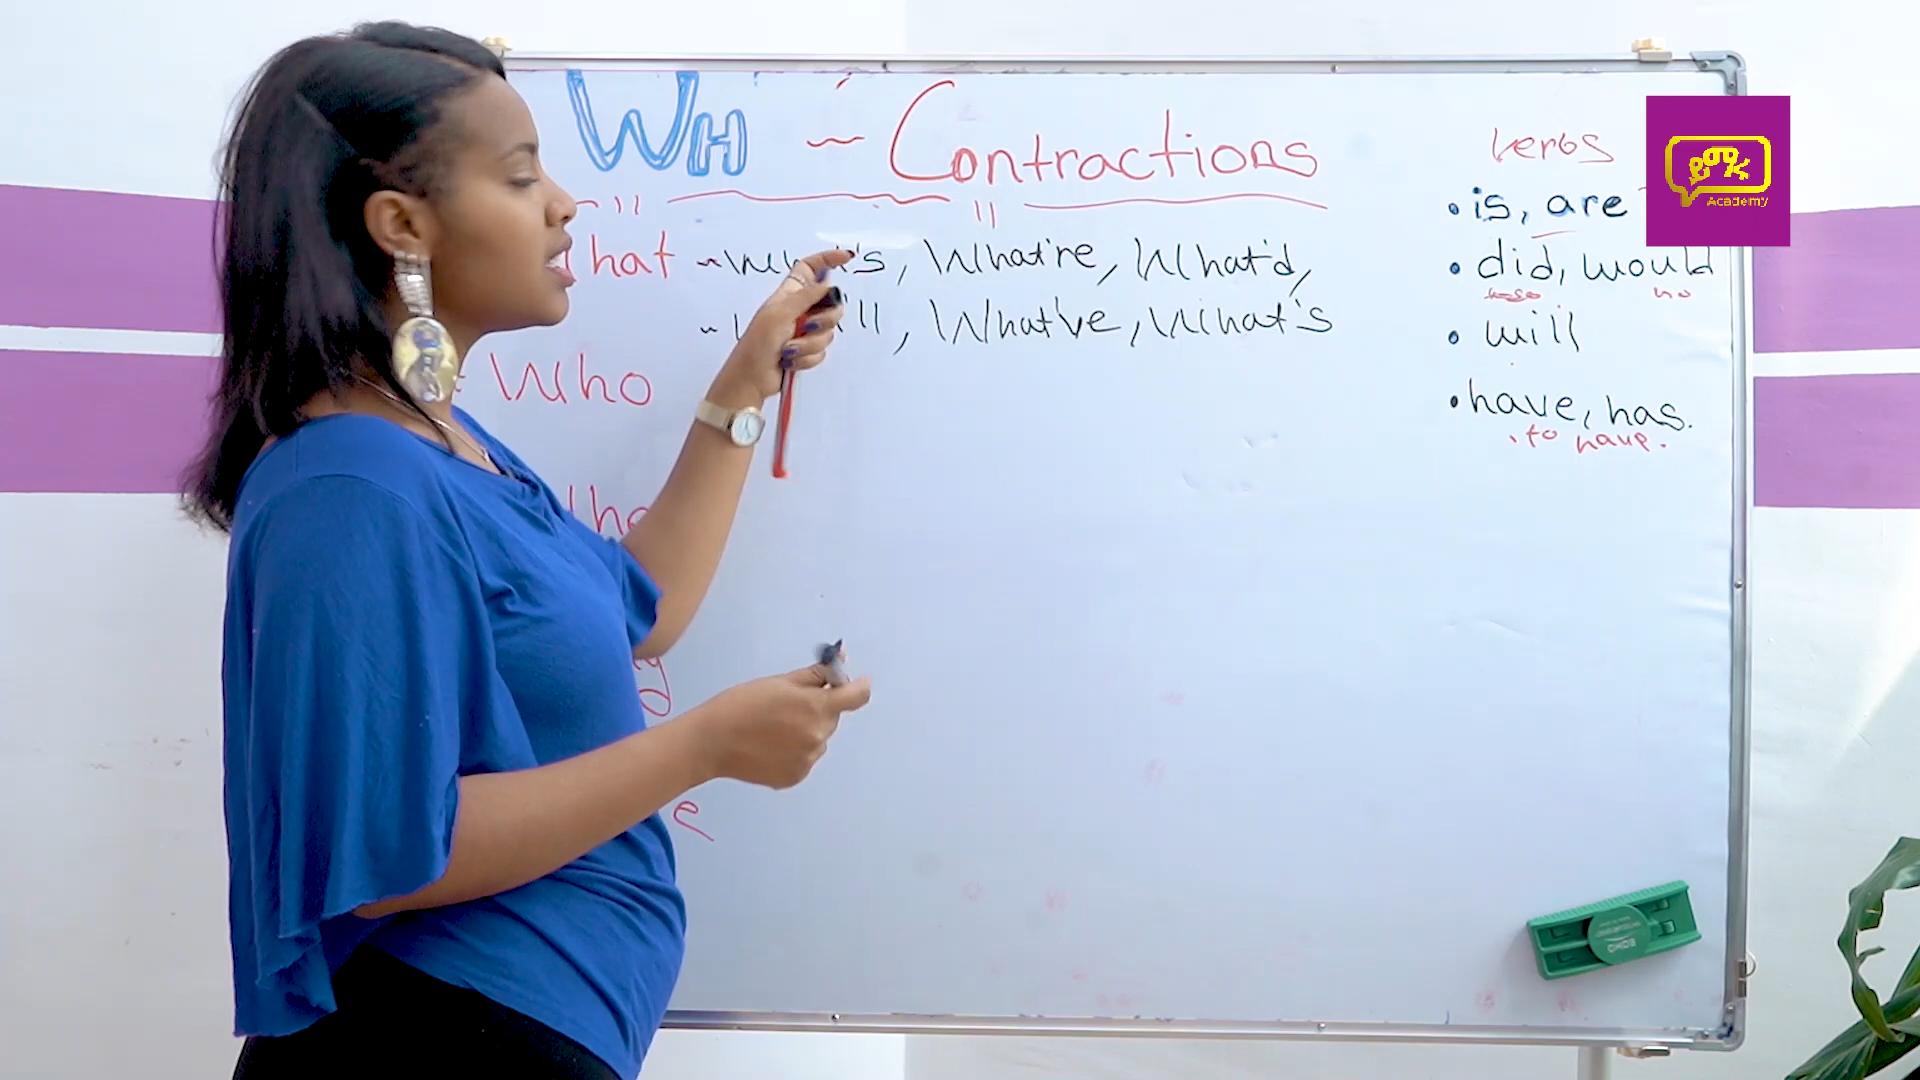 WH ~ Contractions
verbs
Academy
• is, are
hat ~ What's, What're, What'd,
• did, would
'll, What've, What's
• will
Who
• have, has.
. to have.